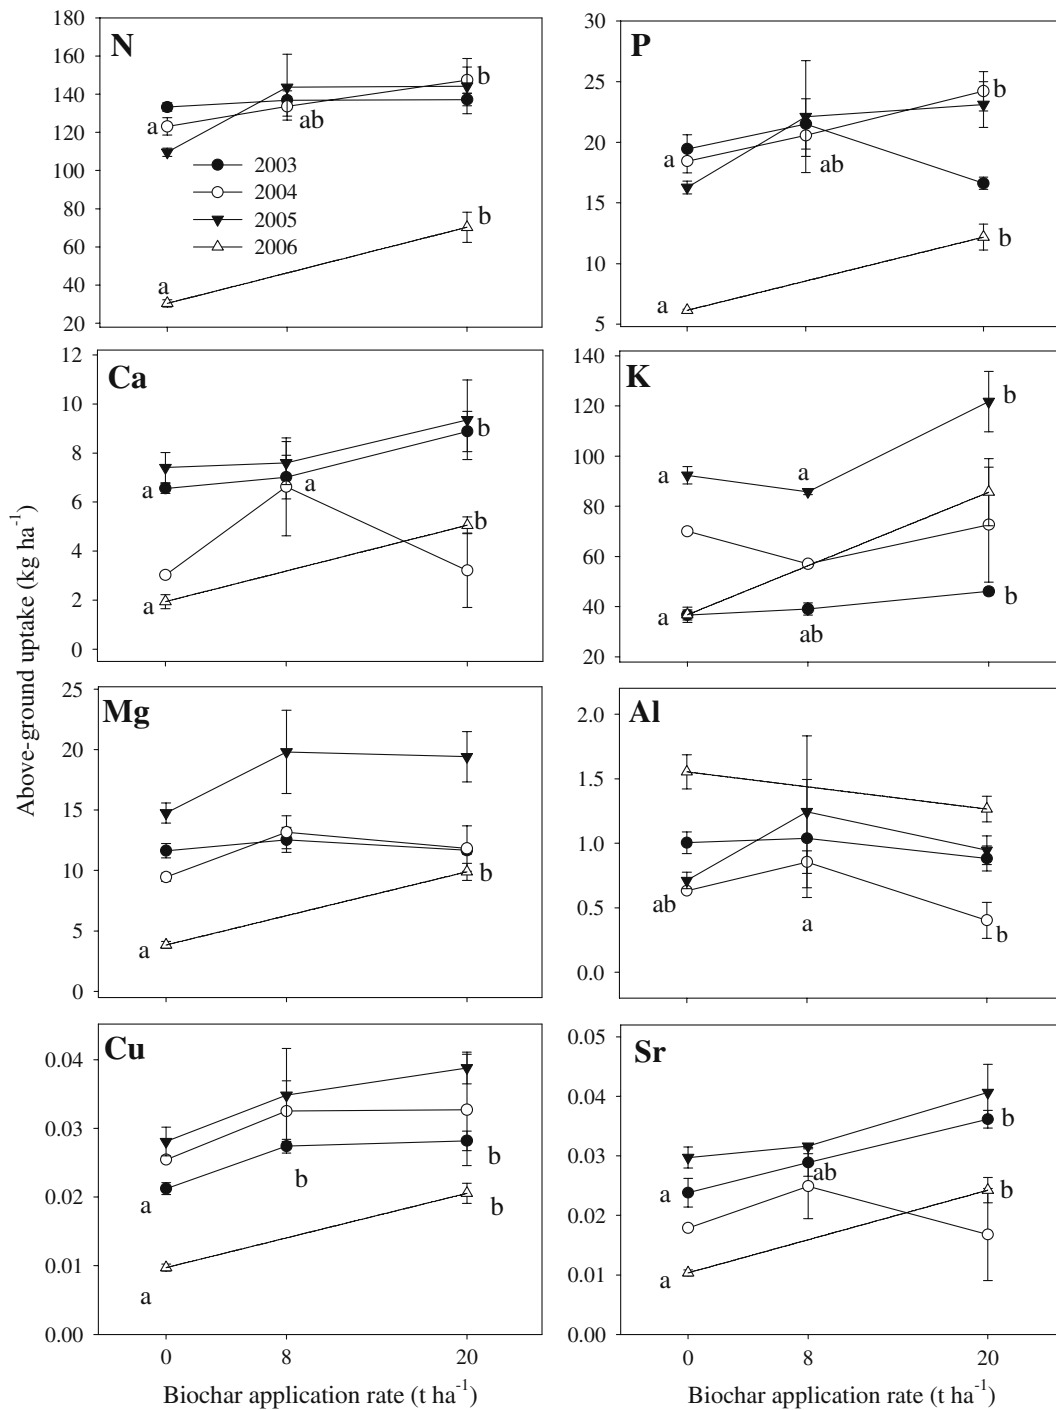 N
180
160
140
120
100
80
60
40
20
a
ab
b
2003
2004
2005
2006
a
b
P
30
25
20
15
10
5
a
ab
b
a
b
Ca
12
10
8
6
4
2
0
a
a
b
a
b
K
140
120
100
80
60
40
20
a
a
b
a
ab
b
Mg
25
20
15
10
5
0
a
b
Al
2.0
1.5
1.0
0.5
0.0
ab
a
b
Cu
0.04
0.03
0.02
0.01
0.00
a
b
b
a
b
Sr
0.05
0.04
0.03
0.02
0.01
0.00
a
ab
b
a
b
0 8 20
0 8 20
Biochar application rate (t ha⁻¹)
Biochar application rate (t ha⁻¹)
Above-ground uptake (kg ha⁻¹)